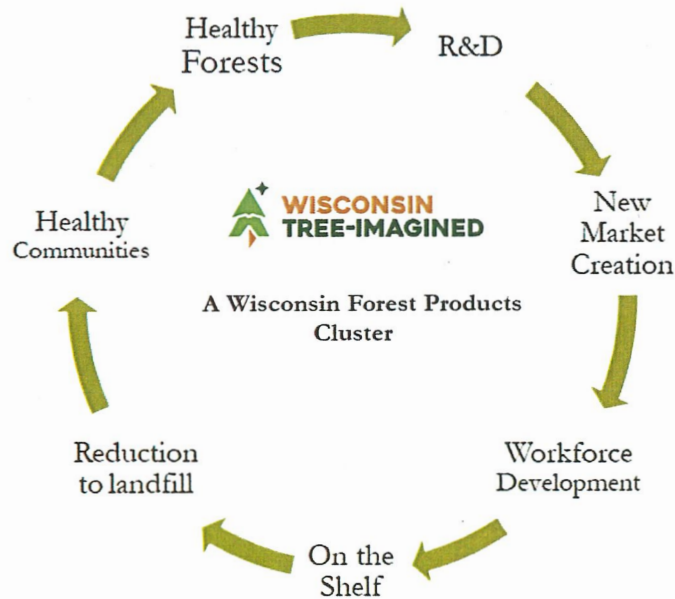 Healthy
Forests
R&D
New
Market
Creation
Workforce
Development
On the
Shelf
Reduction
to landfill
Healthy
Communities
WISCONSIN
TREE-IMAGINED
A Wisconsin Forest Products
Cluster